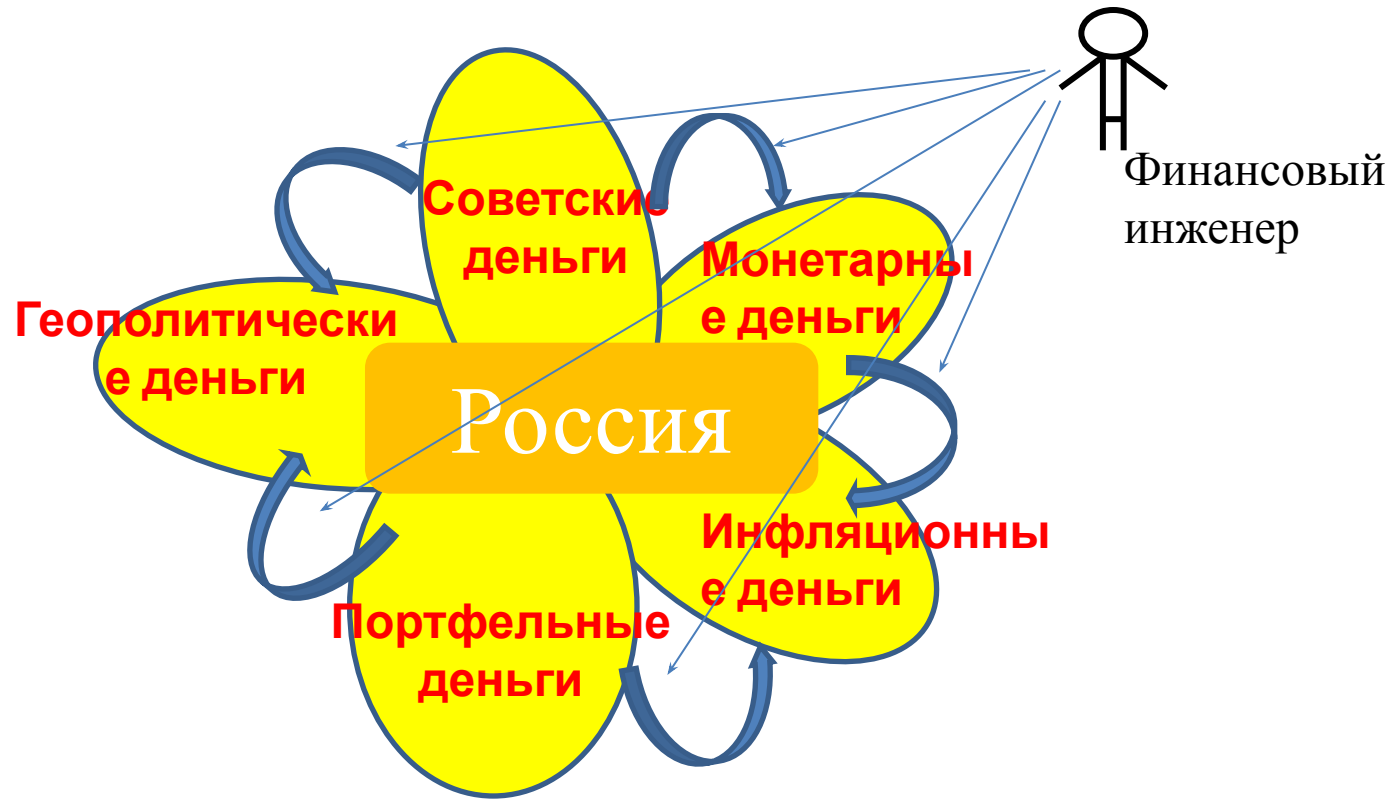 Финансовый
инженер
Советские
деньги
Монетарны
е деньги
Геополитически
е деньги
Россия
Инфляционны
е деньги
Портфельные
деньги